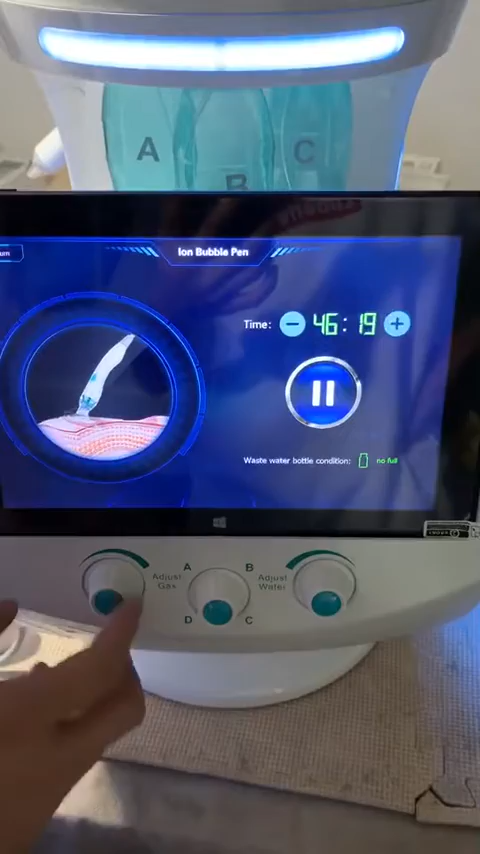 A
B
C
Ion Bubble Pen
Time: − 46:19 +
Waste water bottle condition: no full
A
B
Adjust
Gas
Adjust
Water
D
C